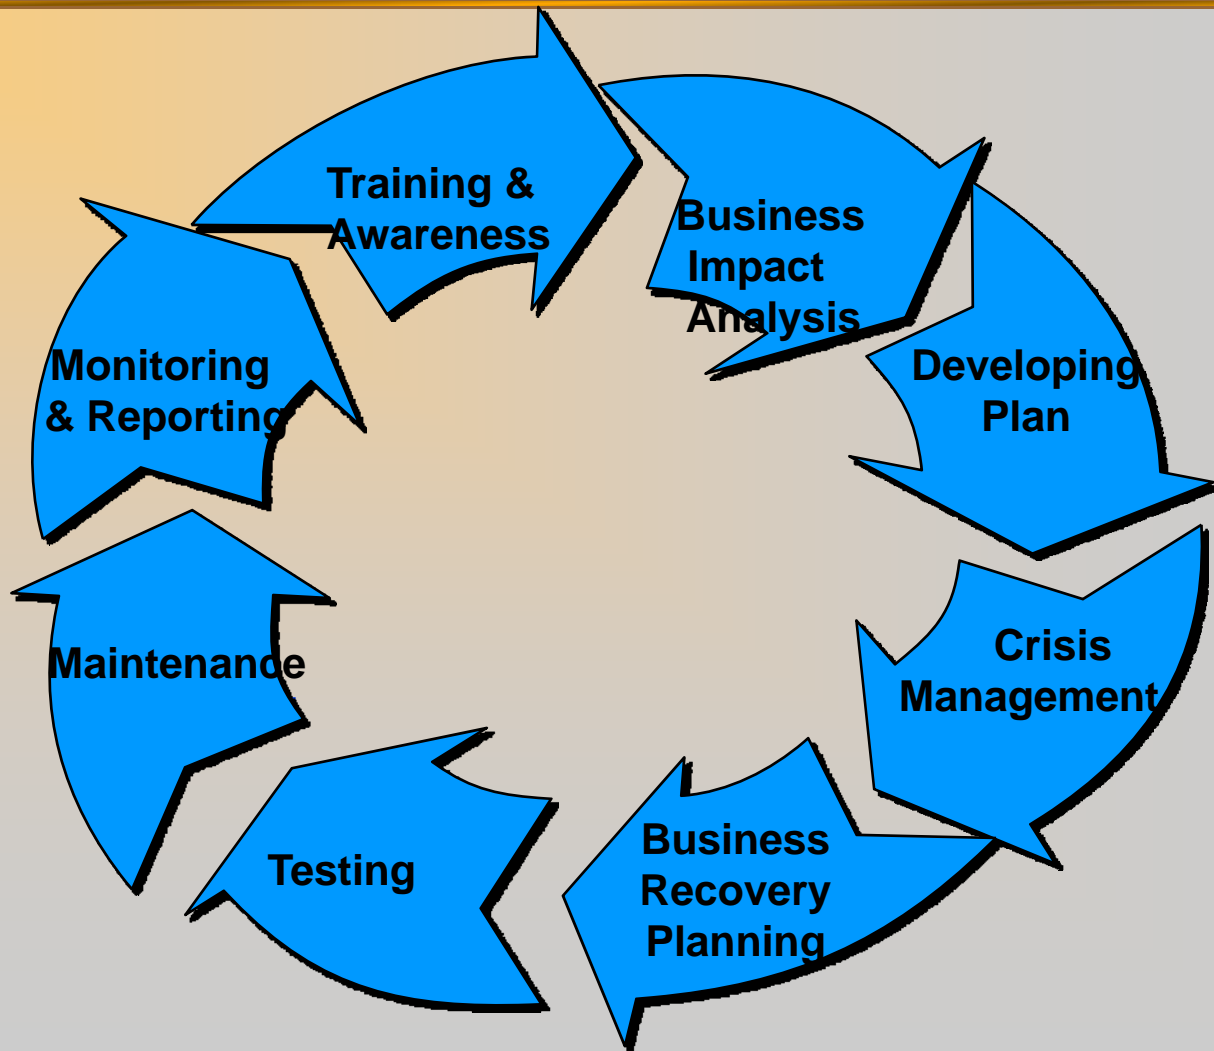 Training &
Awareness
Business
Impact
Analysis
Developing
Plan
Crisis
Management
Business
Recovery
Planning
Testing
Maintenance
Monitoring
& Reporting